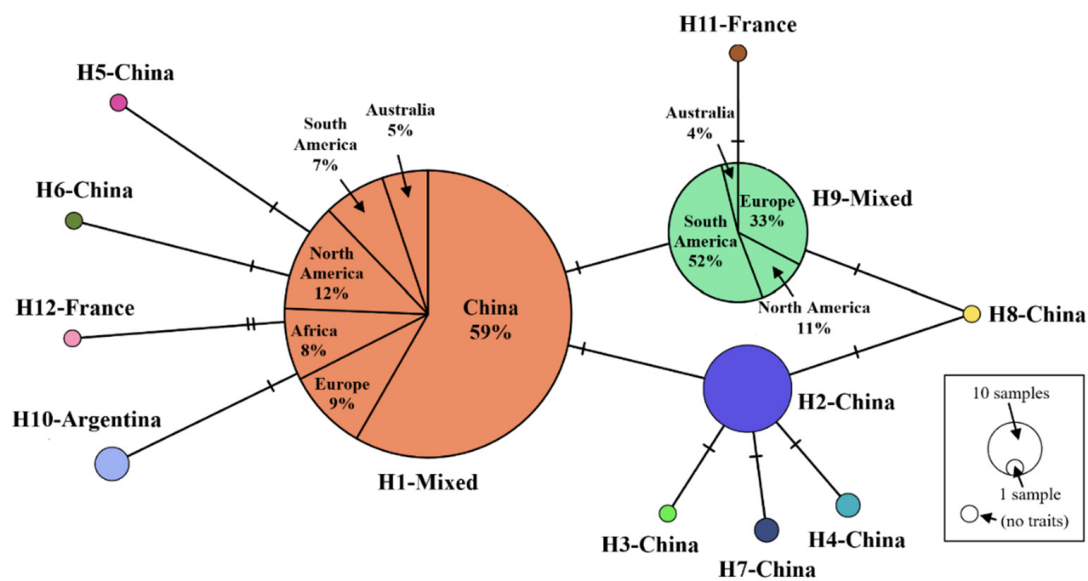 H11-France
H5-China
Australia
5%
South
America
7%
Australia
4%
H6-China
Europe
33%
H9-Mixed
South
America
52%
North
America
12%
H12-France
China
59%
North America
11%
H8-China
Africa
8%
Europe
9%
H10-Argentina
H2-China
10 samples
1 sample
(no traits)
H1-Mixed
H3-China
H7-China
H4-China